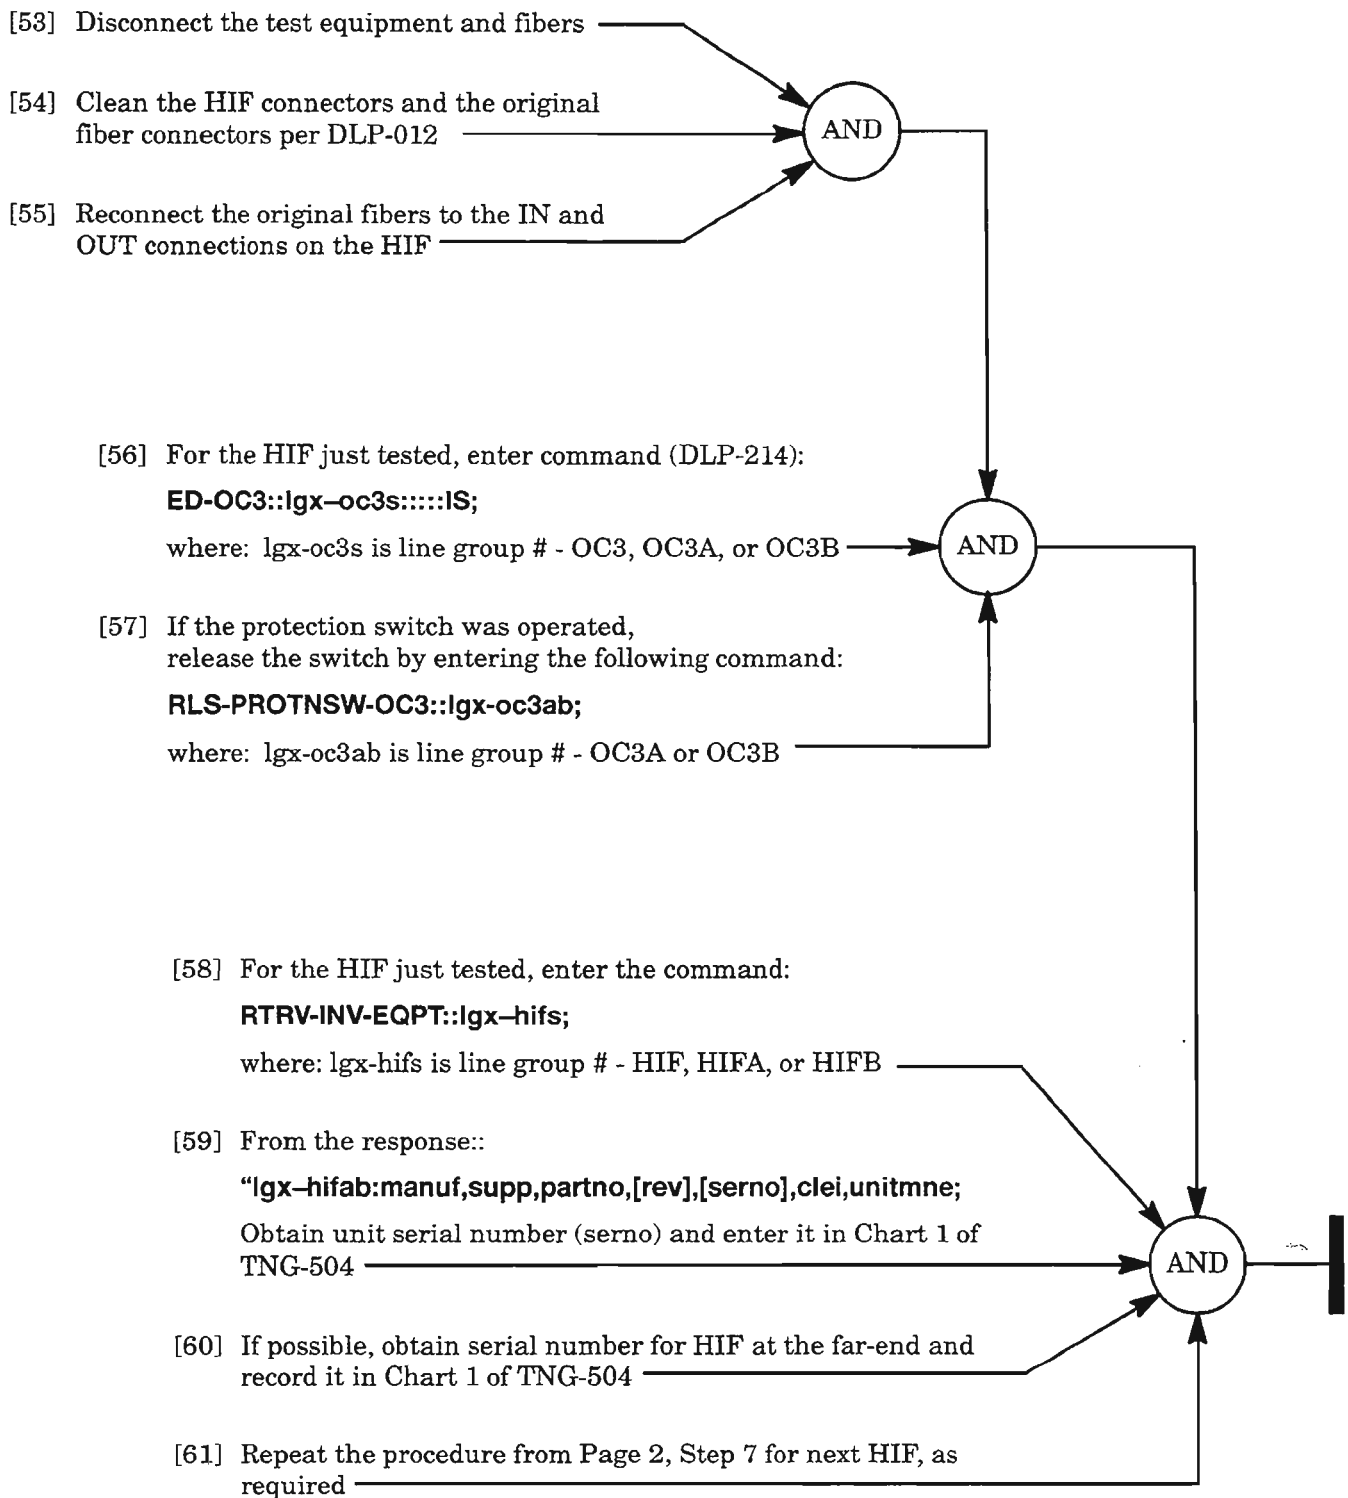 [53] Disconnect the test equipment and fibers
[54] Clean the HIF connectors and the original
fiber connectors per DLP-012
AND
[55] Reconnect the original fibers to the IN and
OUT connections on the HIF
[56] For the HIF just tested, enter command (DLP-214):
ED-OC3::lgx–oc3s:::::IS;
where: lgx-oc3s is line group # - OC3, OC3A, or OC3B
AND
[57] If the protection switch was operated,
release the switch by entering the following command:
RLS-PROTNSW-OC3::lgx-oc3ab;
where: lgx-oc3ab is line group # - OC3A or OC3B
[58] For the HIF just tested, enter the command:
RTRV-INV-EQPT::lgx–hifs;
where: lgx-hifs is line group # - HIF, HIFA, or HIFB
[59] From the response::
“lgx–hifab:manuf,supp,partno,[rev],[serno],clei,unitmne;
Obtain unit serial number (serno) and enter it in Chart 1 of
TNG-504
AND
[60] If possible, obtain serial number for HIF at the far-end and
record it in Chart 1 of TNG-504
[61] Repeat the procedure from Page 2, Step 7 for next HIF, as
required